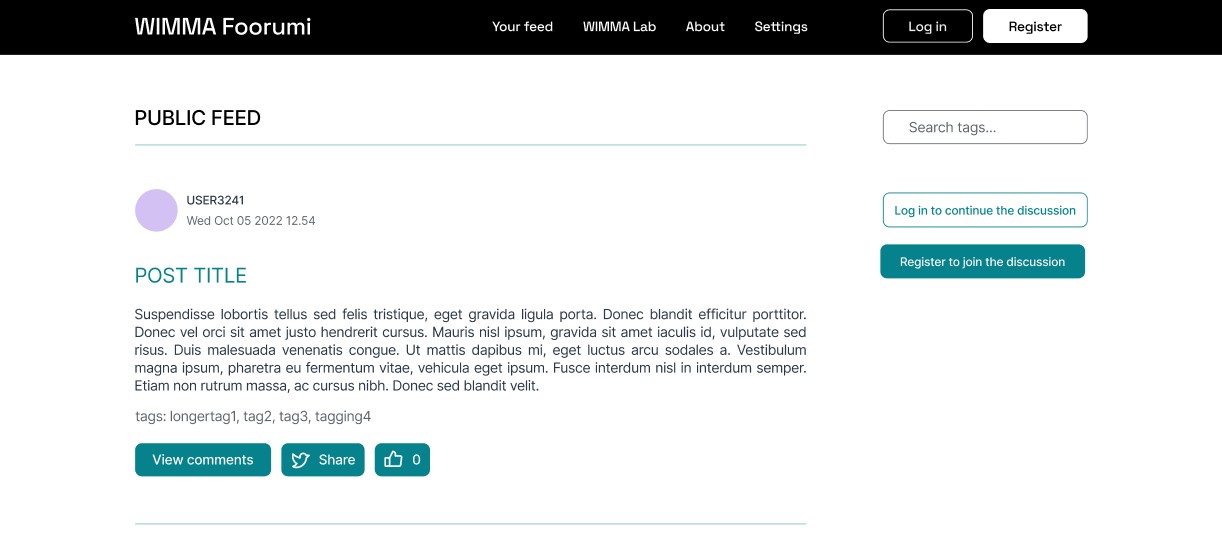 WIMMA Foorumi
Your feed
WIMMA Lab
About
Settings
Log in
Register
PUBLIC FEED
Search tags...
USER3241
Wed Oct 05 2022 12.54
Log in to continue the discussion
Register to join the discussion
POST TITLE
Suspendisse lobortis tellus sed felis tristique, eget gravida ligula porta. Donec blandit efficitur porttitor.
Donec vel orci sit amet justo hendrerit cursus. Mauris nisl ipsum, gravida sit amet iaculis id, vulputate sed
risus. Duis malesuada venenatis congue. Ut mattis dapibus mi, eget luctus arcu sodales a. Vestibulum
magna ipsum, pharetra eu fermentum vitae, vehicula eget ipsum. Fusce interdum nisl in interdum semper.
Etiam non rutrum massa, ac cursus nibh. Donec sed blandit velit.
tags: longertag1, tag2, tag3, tagging4
View comments
Share
0